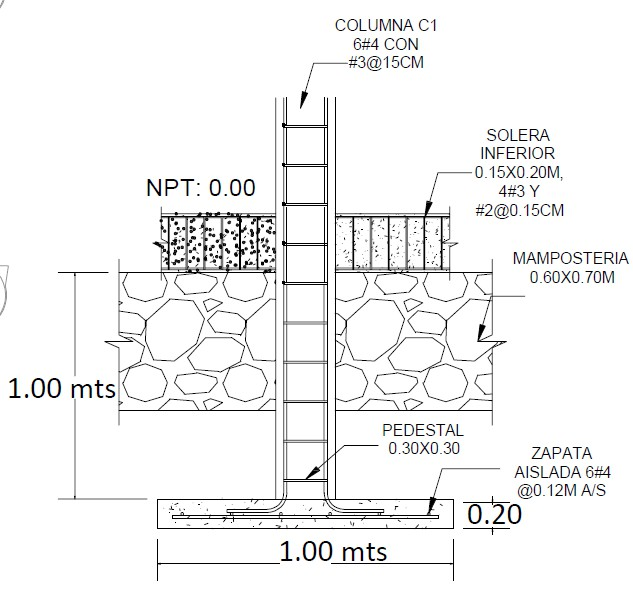 COLUMNA C1
6#4 CON
#3@15CM
SOLERA
INFERIOR
0.15X0.20M,
4#3 Y
#2@0.15CM
NPT: 0.00
MAMPOSTERIA
0.60X0.70M
1.00 mts
PEDESTAL
0.30X0.30
ZAPATA
AISLADA 6#4
@0.12M A/S
0.20
1.00 mts